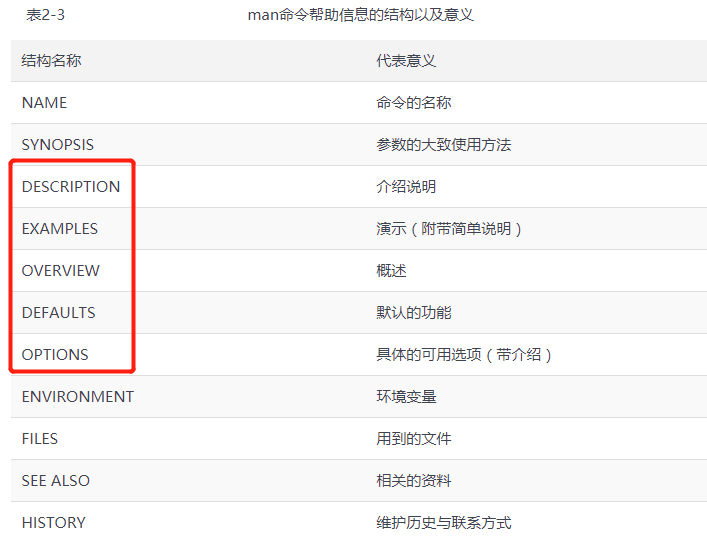 表2-3 man命令帮助信息的结构以及意义
结构名称 代表意义
NAME 命令的名称
SYNOPSIS 参数的大致使用方法
DESCRIPTION 介绍说明
EXAMPLES 演示（附带简单说明）
OVERVIEW 概述
DEFAULTS 默认的功能
OPTIONS 具体的可用选项（带介绍）
ENVIRONMENT 环境变量
FILES 用到的文件
SEE ALSO 相关的资料
HISTORY 维护历史与联系方式